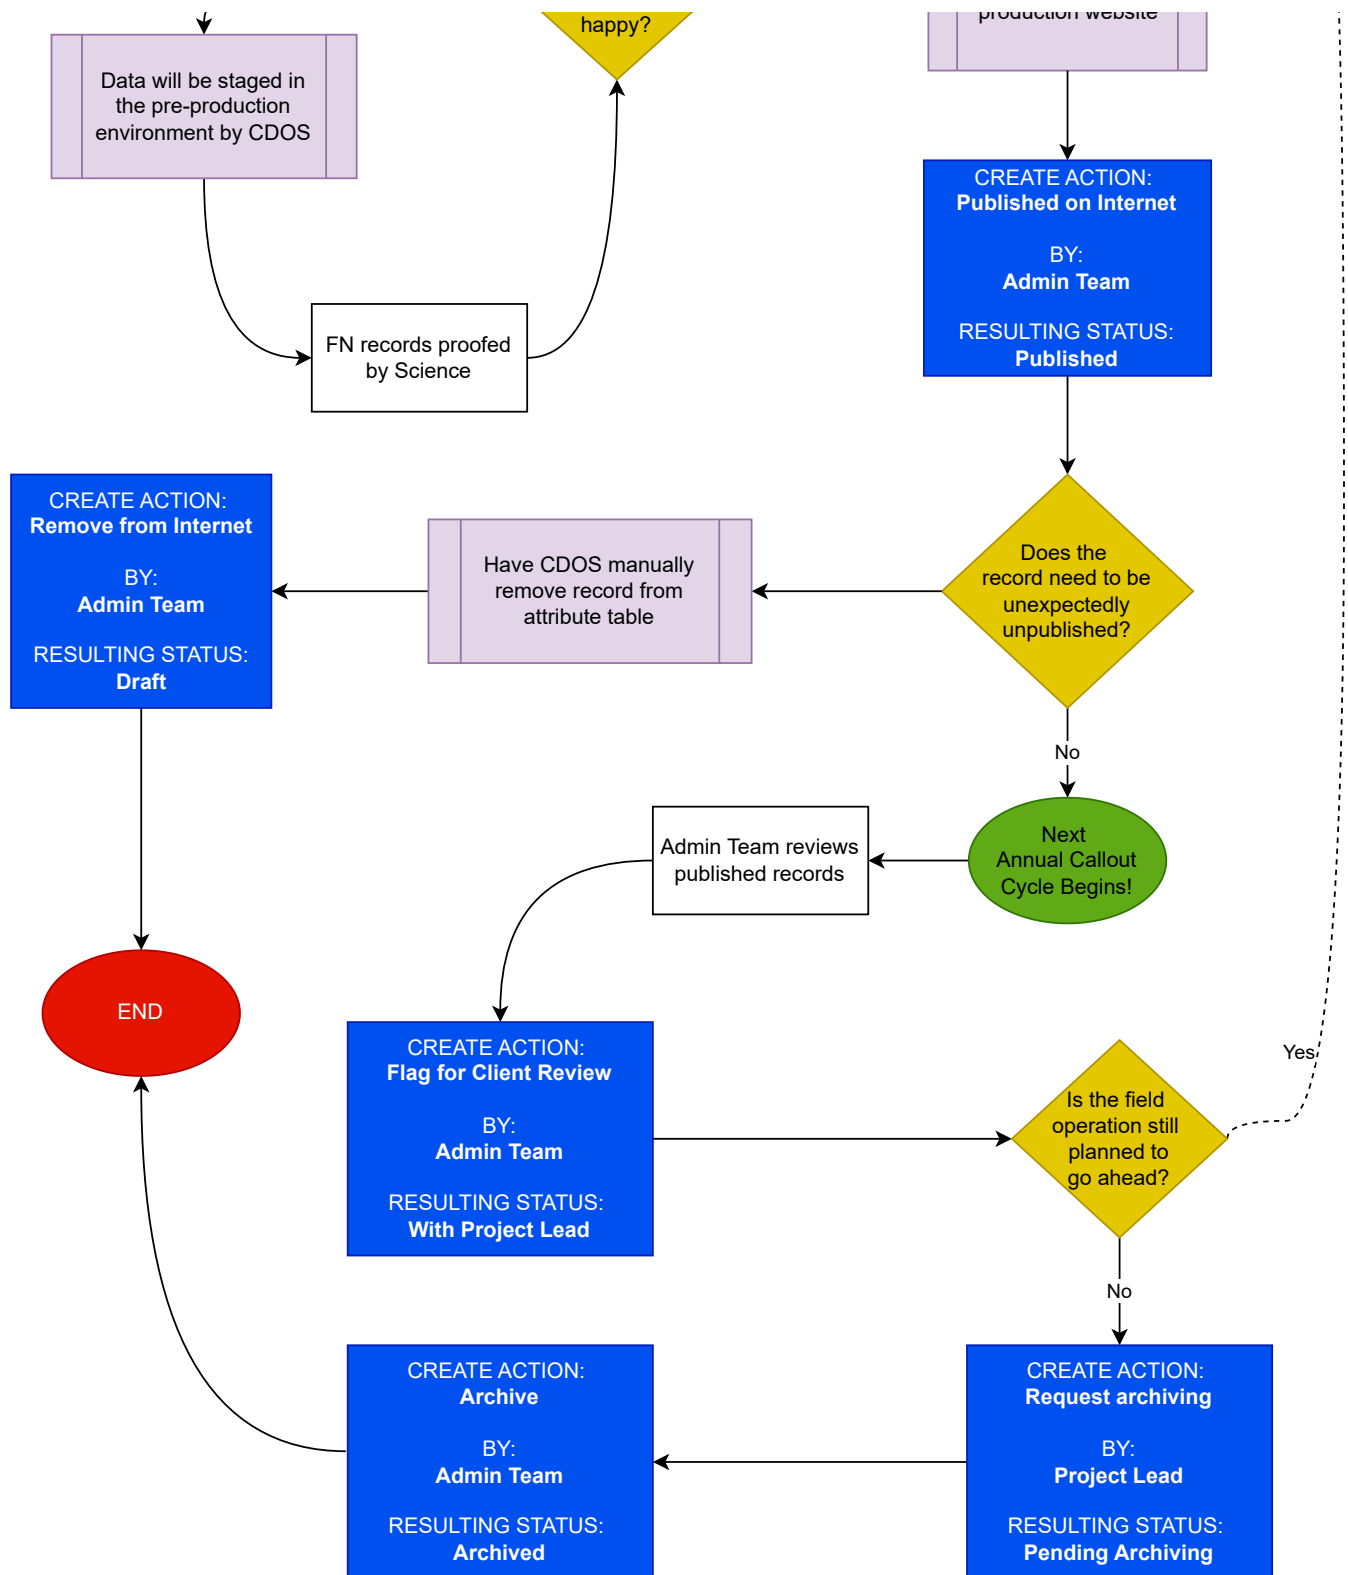 happy?
production website
Data will be staged in
the pre-production
environment by CDOS
CREATE ACTION:
Published on Internet
BY:
Admin Team
RESULTING STATUS:
Published
FN records proofed
by Science
CREATE ACTION:
Remove from Internet
BY:
Admin Team
RESULTING STATUS:
Draft
Have CDOS manually
remove record from
attribute table
Does the
record need to be
unexpectedly
unpublished?
No
Next
Annual Callout
Cycle Begins!
Admin Team reviews
published records
END
CREATE ACTION:
Flag for Client Review
BY:
Admin Team
RESULTING STATUS:
With Project Lead
Is the field
operation still
planned to
go ahead?
Yes
No
CREATE ACTION:
Archive
BY:
Admin Team
RESULTING STATUS:
Archived
CREATE ACTION:
Request archiving
BY:
Project Lead
RESULTING STATUS:
Pending Archiving